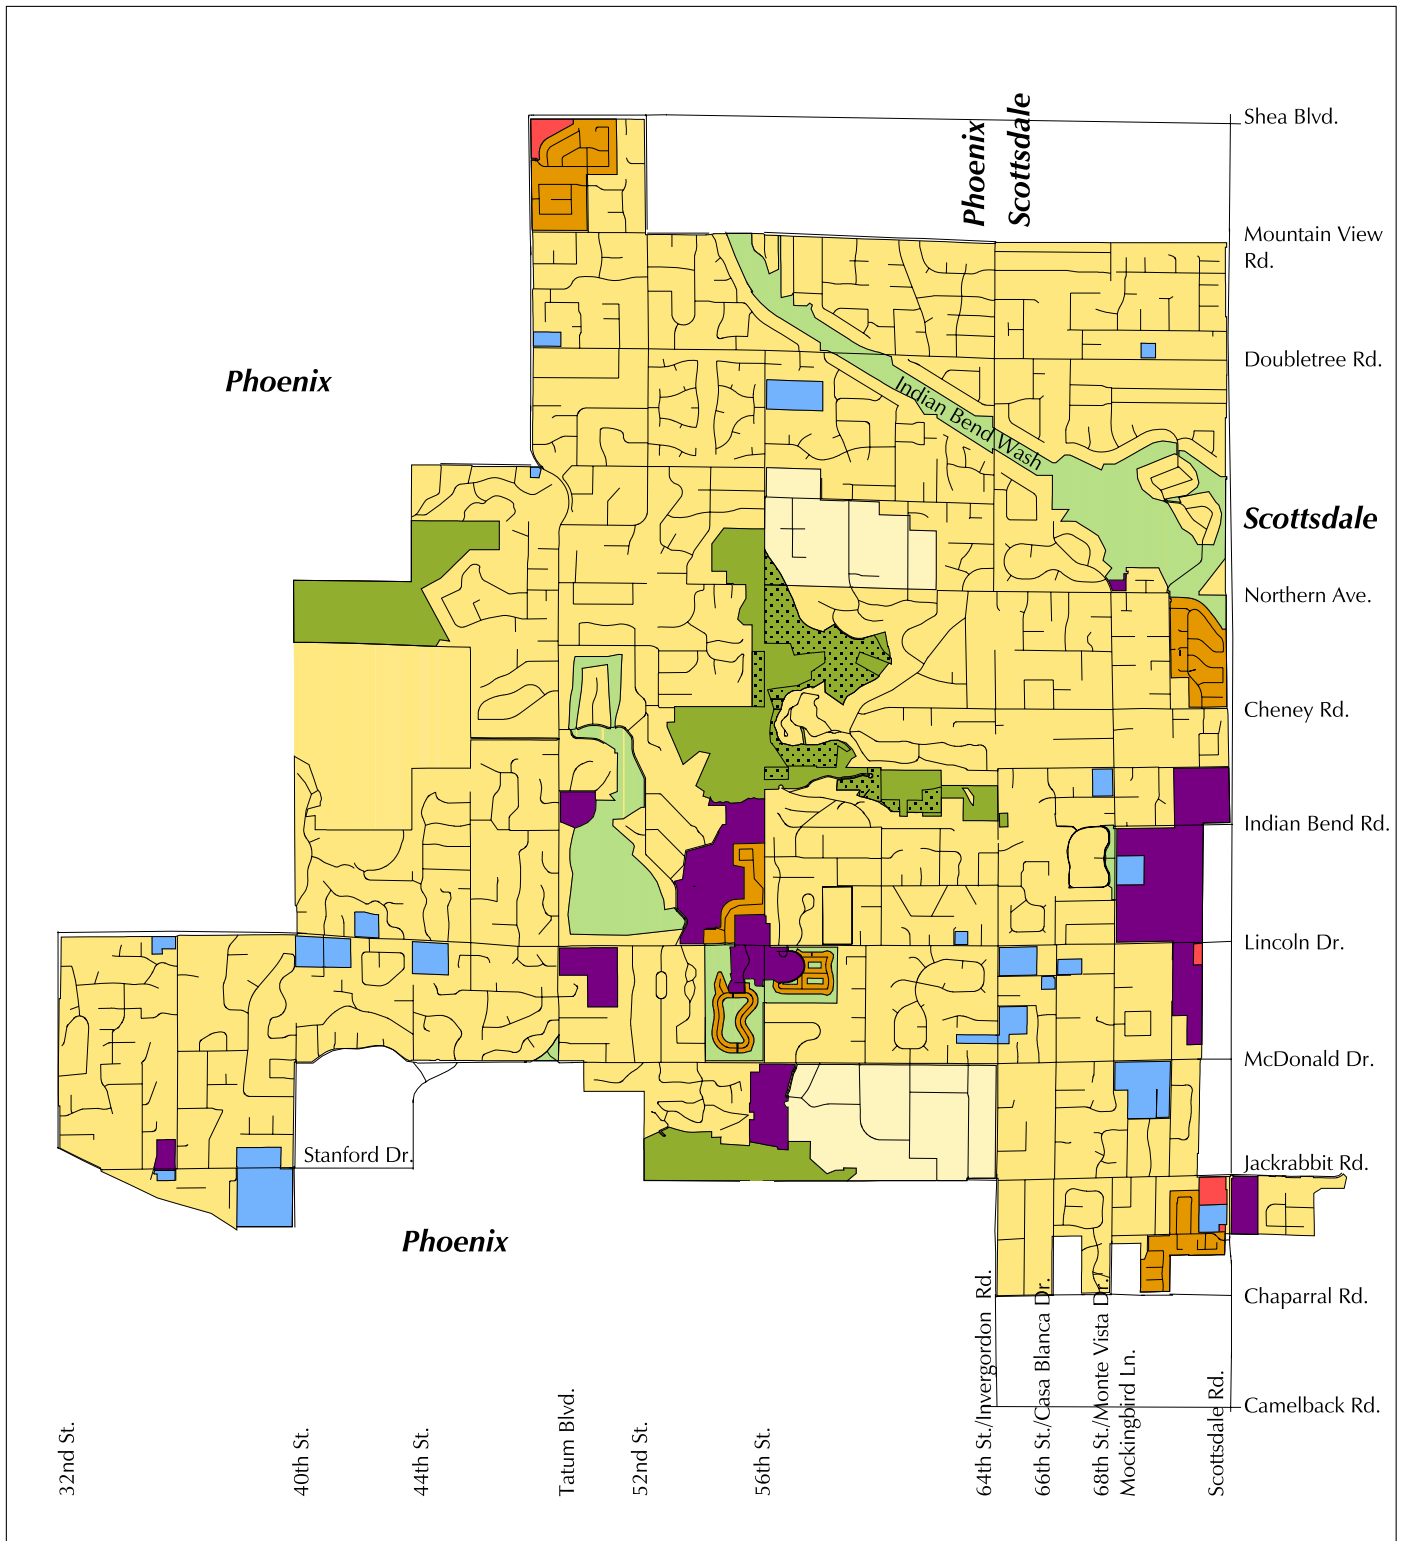 Shea Blvd.
Phoenix
Scottsdale
Mountain View
Rd.
Doubletree Rd.
Phoenix
Indian Bend Wash
Scottsdale
Northern Ave.
Cheney Rd.
Indian Bend Rd.
Lincoln Dr.
McDonald Dr.
Stanford Dr.
Jackrabbit Rd.
Phoenix
Chaparral Rd.
Camelback Rd.
32nd St.
40th St.
44th St.
Tatum Blvd.
52nd St.
56th St.
64th St./Invergordon Rd.
66th St./Casa Blanca Dr.
68th St./Monte Vista Dr.
Mockingbird Ln.
Scottsdale Rd.